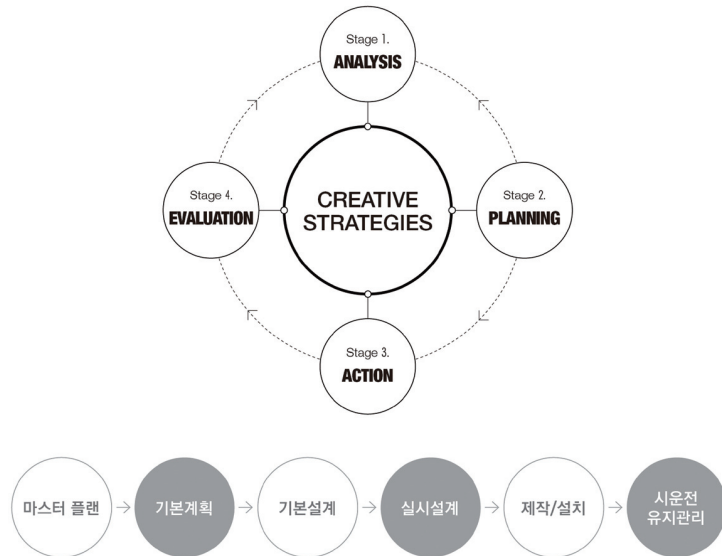 Stage 1.
ANALYSIS
Stage 4.
EVALUATION
CREATIVE
STRATEGIES
Stage 2.
PLANNING
Stage 3.
ACTION
마스터 플랜
기본계획
기본설계
실시설계
제작/설치
시운전
유지관리